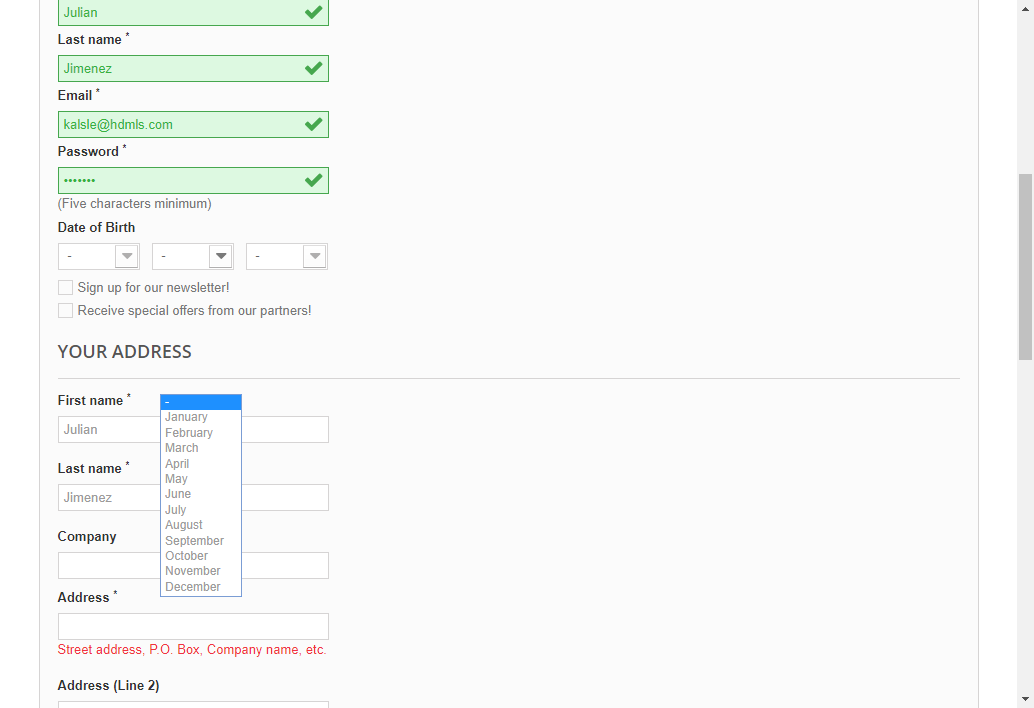 Julian
Last name *
Jimenez
Email *
kalsle@hdmls.com
Password *
•••••••
(Five characters minimum)
Date of Birth
- - -
Sign up for our newsletter!
Receive special offers from our partners!
YOUR ADDRESS
First name *
Julian
Last name *
Jimenez
Company
Address *
Street address, P.O. Box, Company name, etc.
Address (Line 2)
-
January
February
March
April
May
June
July
August
September
October
November
December